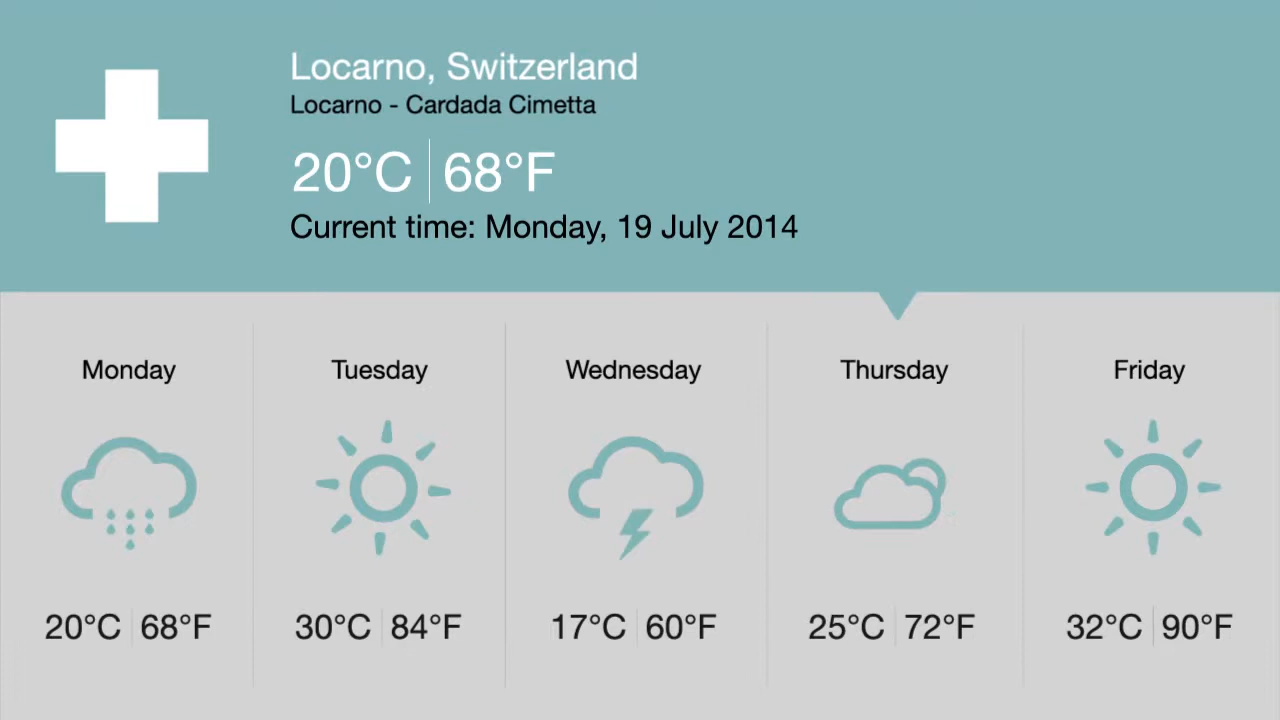 Locarno, Switzerland
Locarno - Cardada Cimetta
20°C 68°F
Current time: Monday, 19 July 2014
Monday Tuesday Wednesday Thursday Friday
20°C 68°F 30°C 84°F 17°C 60°F 25°C 72°F 32°C 90°F